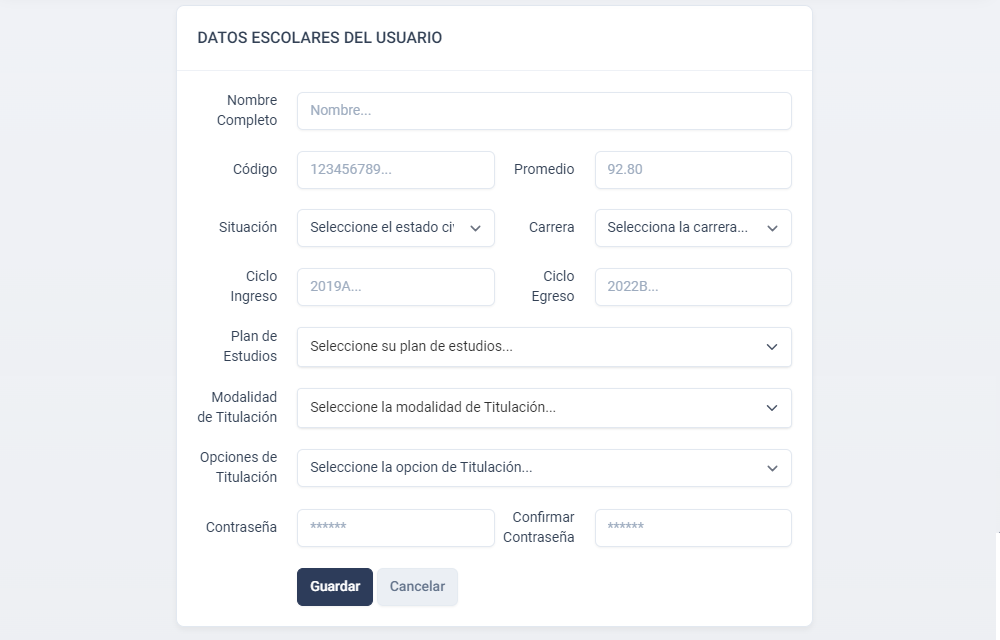 DATOS ESCOLARES DEL USUARIO
Nombre
Completo
Nombre...
Código
123456789...
Promedio
92.80
Situación
Seleccione el estado ci
Carrera
Selecciona la carrera...
Ciclo
Ingreso
2019A...
Ciclo
Egreso
2022B...
Plan de
Estudios
Seleccione su plan de estudios...
Modalidad
de Titulación
Seleccione la modalidad de Titulación...
Opciones de
Titulación
Seleccione la opcion de Titulación...
Contraseña
******
Confirmar
Contraseña
******
Guardar
Cancelar